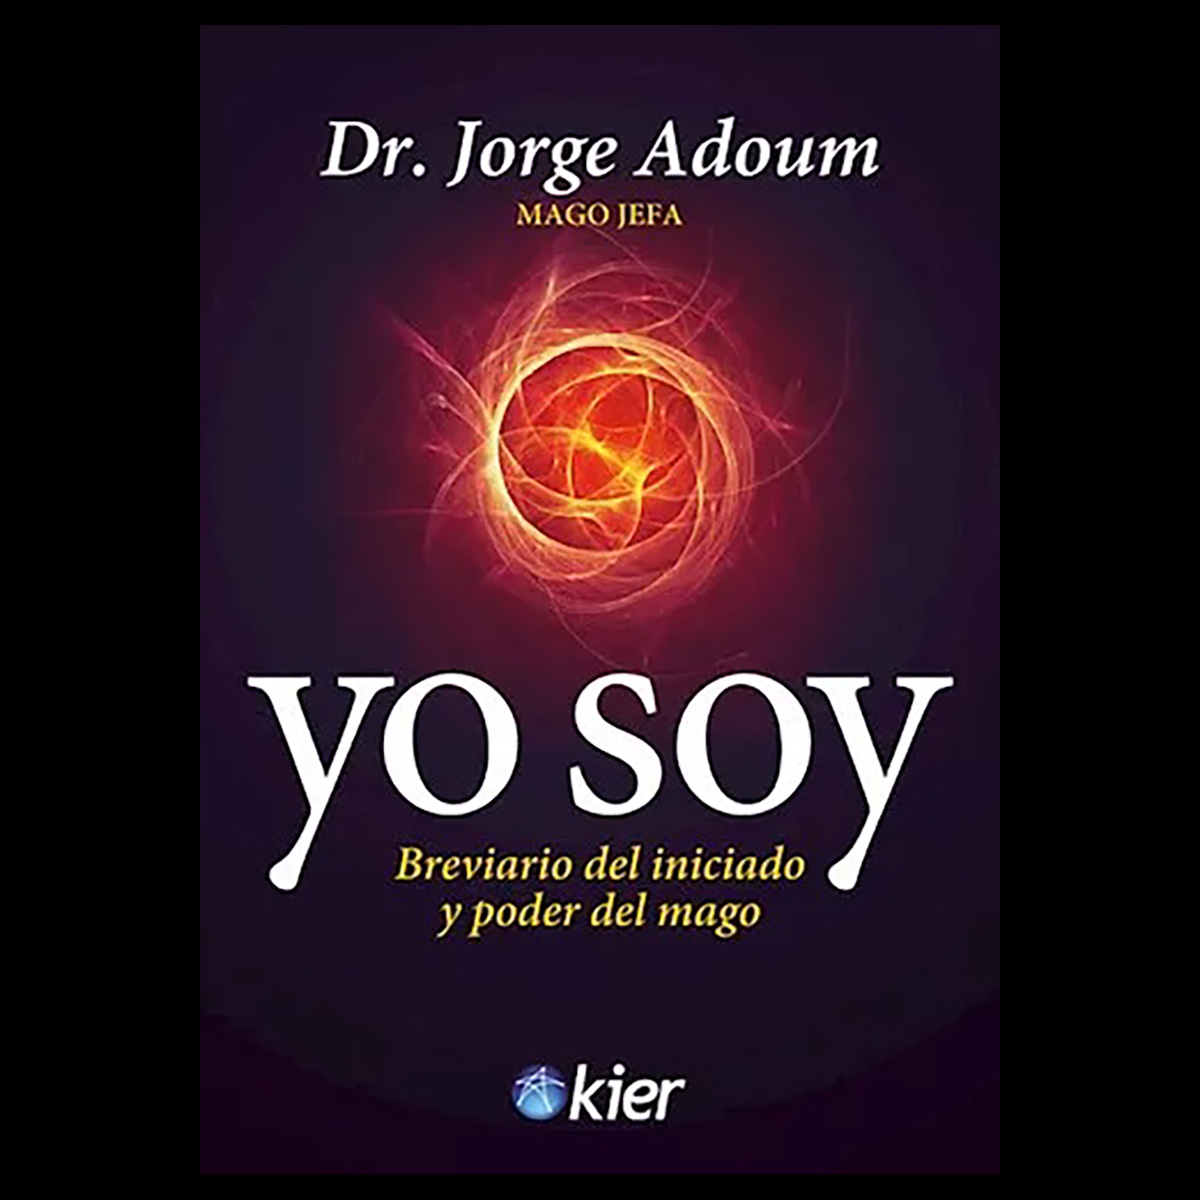 Dr. Jorge Adoum
MAGO JEFA
yo soy
Breviario del iniciado
y poder del mago
kier